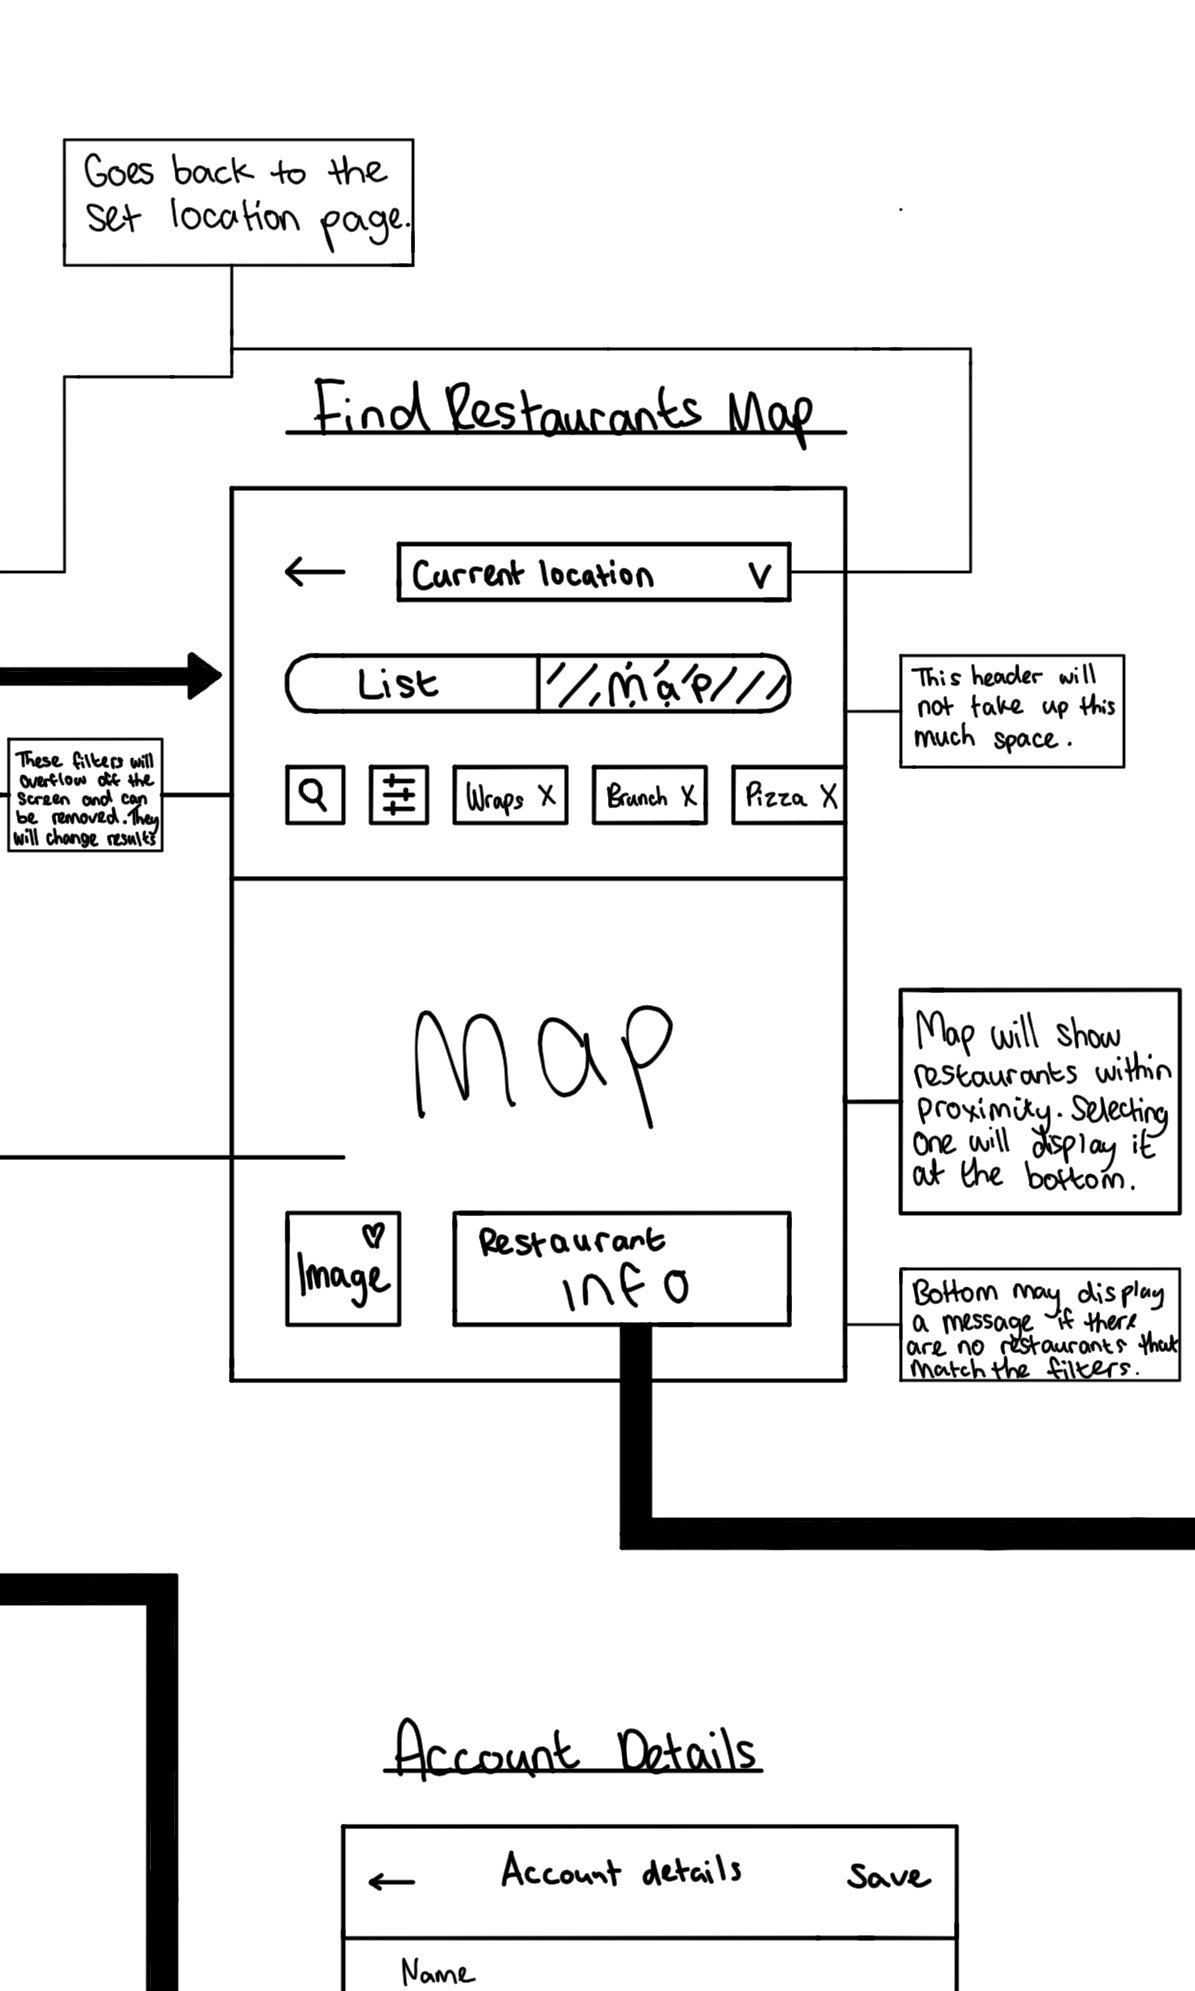 Goes back to the
set location page.
Find Restaurants Map
Current location V
List Map
This header will
not take up this
much space.
These filters will
overflow off the
screen and can
be removed. They
will change results
Wraps X Brunch X Pizza X
Map
Map will show
restaurants within
proximity. Selecting
one will display it
at the bottom.
Image
Restaurant
info
Bottom may display
a message if there
are no restaurants that
match the filters.
Account Details
Account details Save
Name